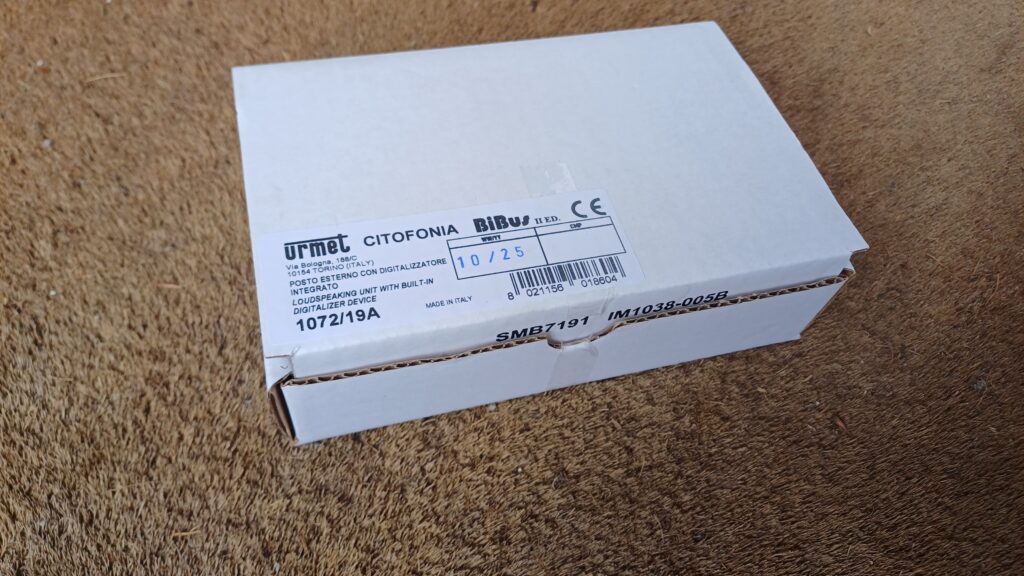 urmet CITOFONIA BiBus II ED. CE
Via Bologna, 188/C
10154 TORINO (ITALY)
POSTO ESTERNO CON DIGITALIZZATORE
INTEGRATO
LOUDSPEAKING UNIT WITH BUILT-IN
DIGITALIZER DEVICE
1072/19A
MADE IN ITALY
WW/YY
10/25
CHP
8 021156 018604
SMB7191 IM1038-005B